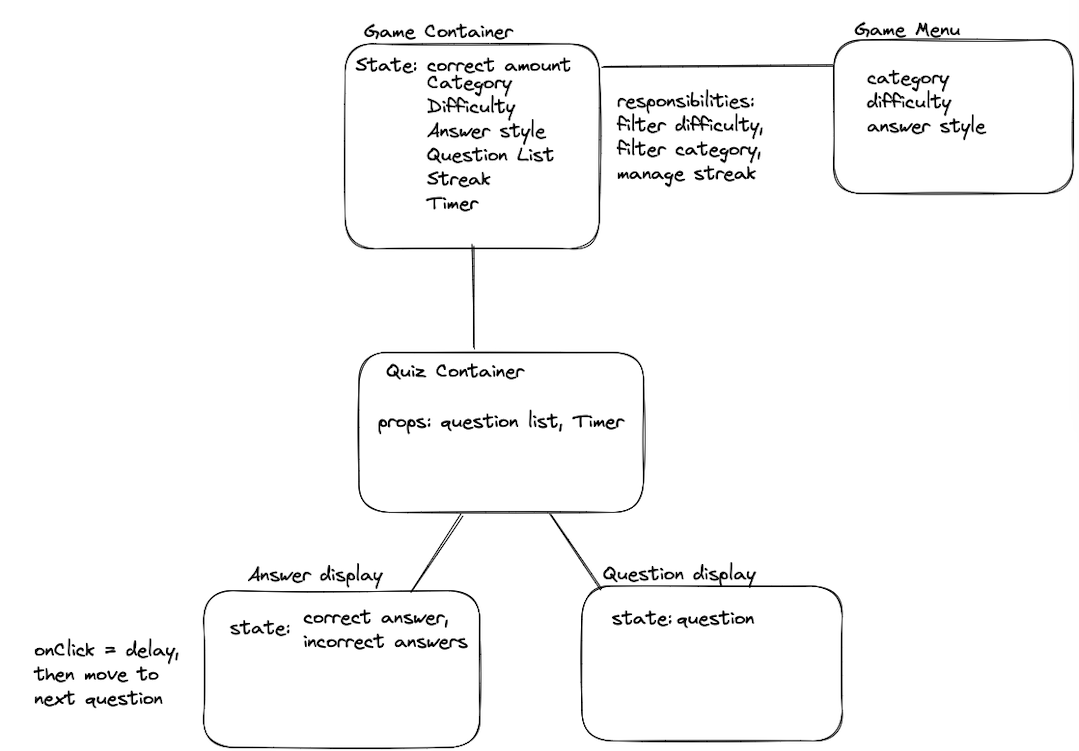 Game Container
State: correct amount
Category
Difficulty
Answer style
Question List
Streak
Timer
responsibilities:
filter difficulty,
filter category,
manage streak
Game Menu
category
difficulty
answer style
Quiz Container
props: question list, Timer
Answer display
state: correct answer,
incorrect answers
onClick = delay,
then move to
next question
Question display
state: question